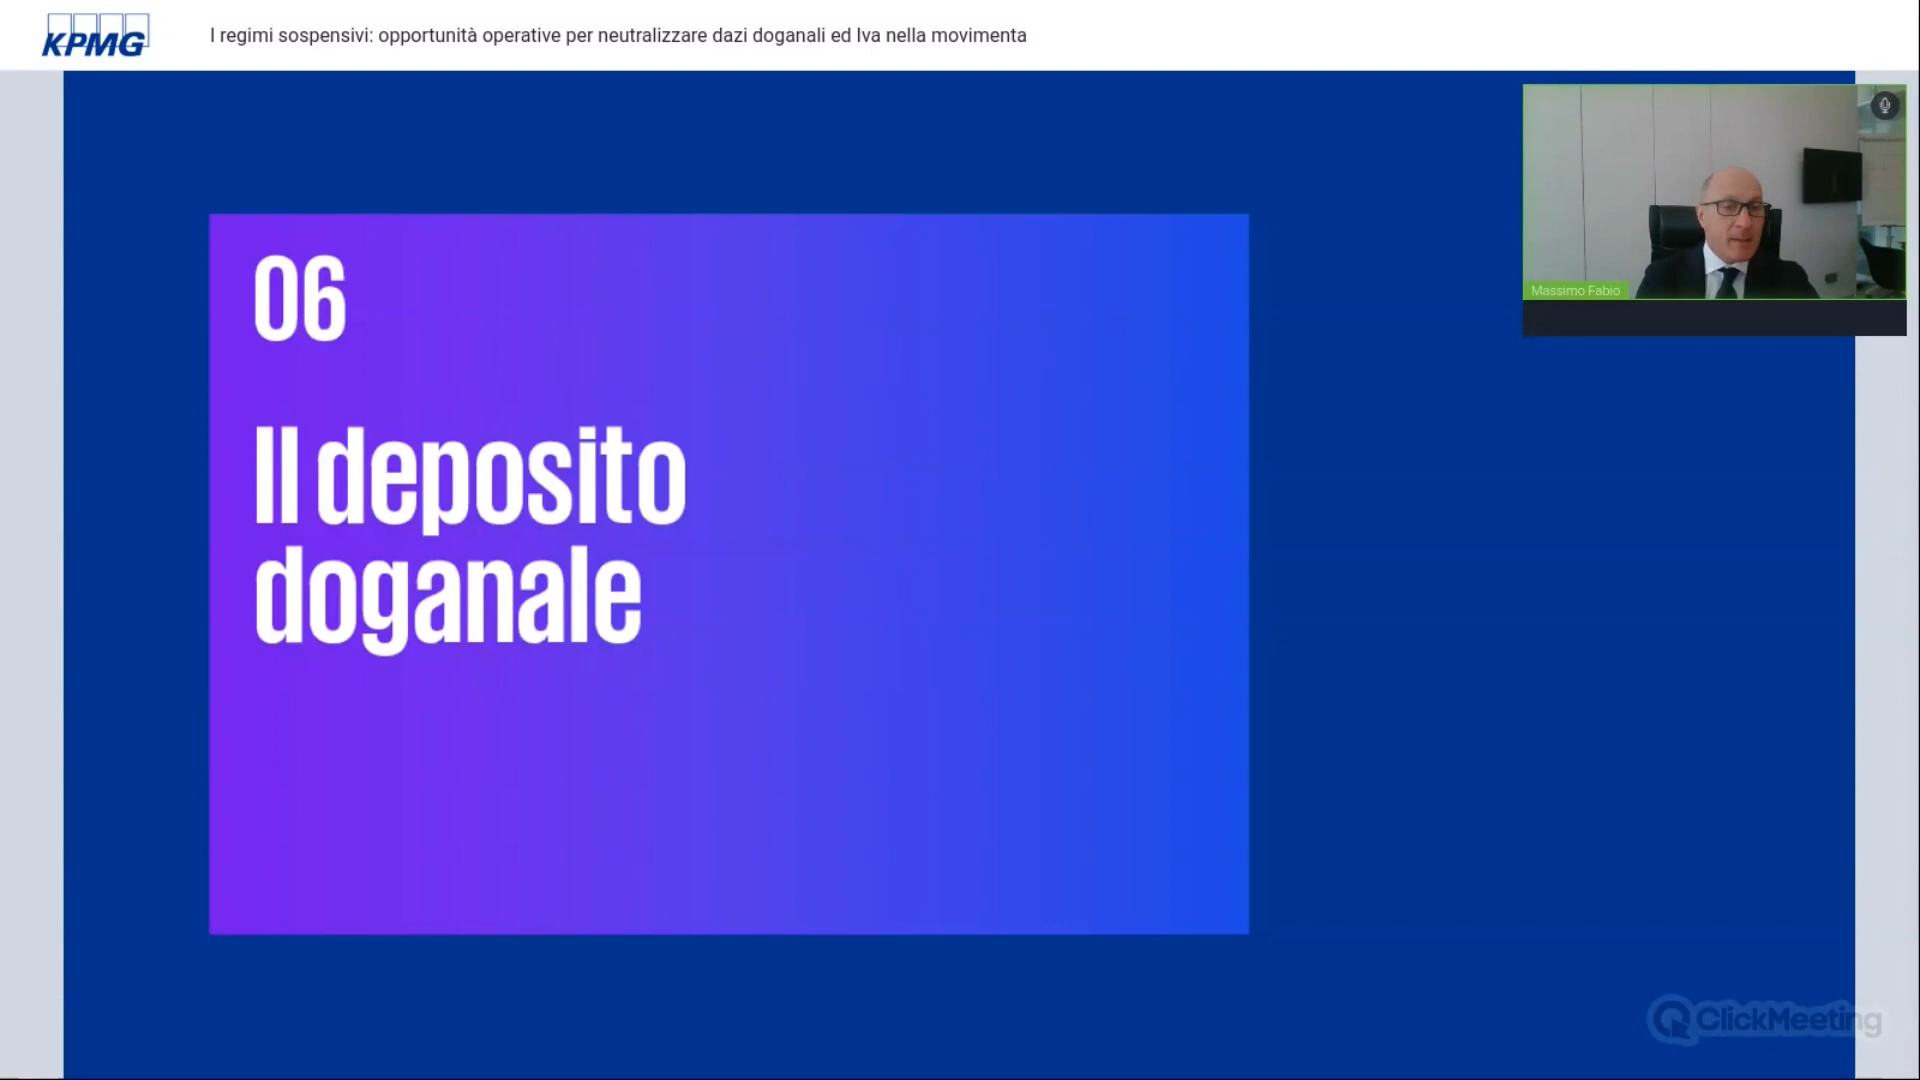 KPMG
I regimi sospensivi: opportunità operative per neutralizzare dazi doganali ed Iva nella movimenta
Massimo Fabio
06
Il deposito
doganale
ClickMeeting